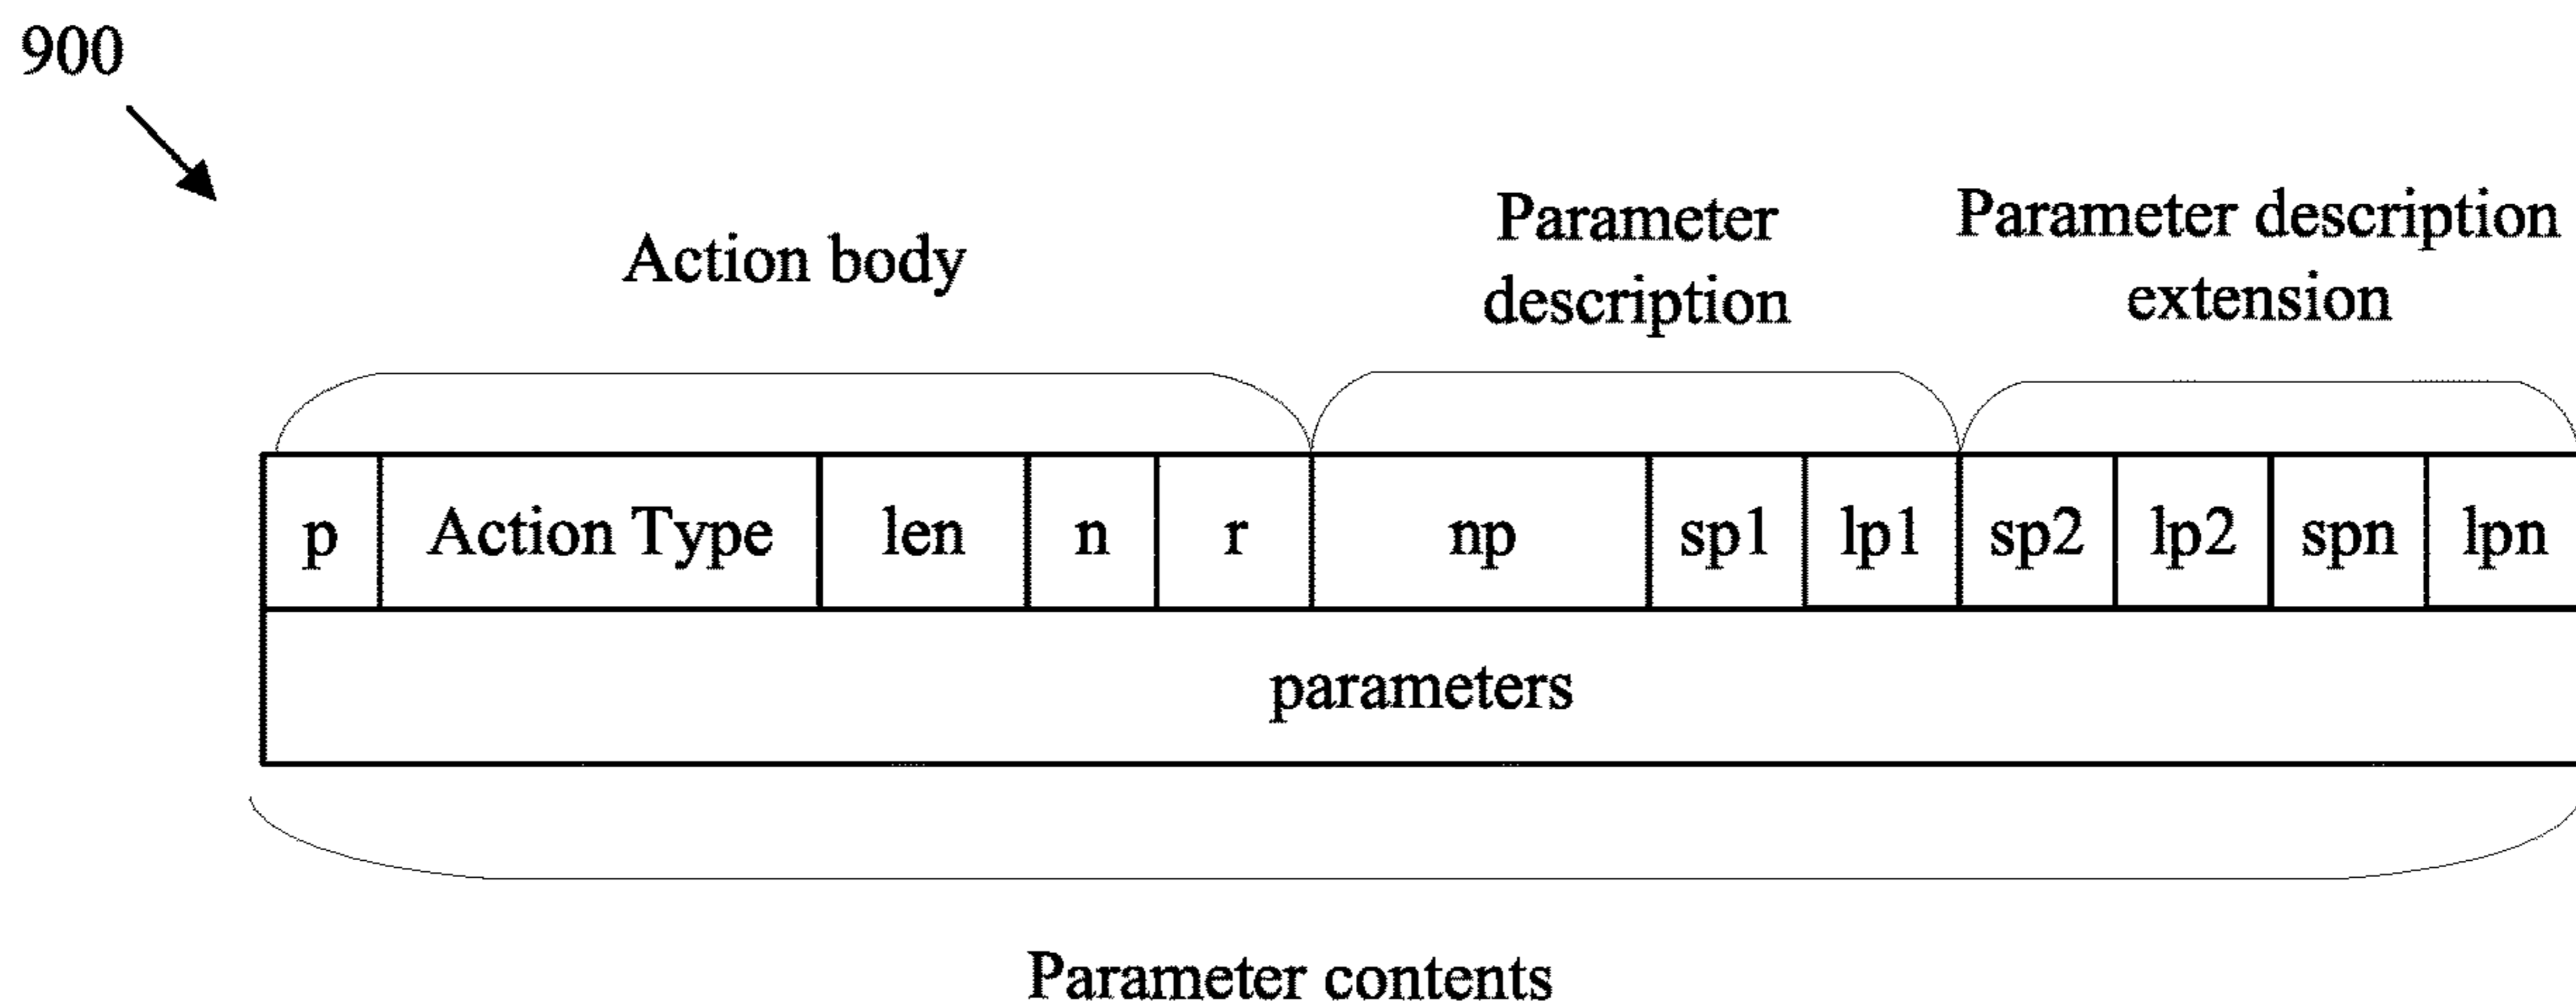 900
Action body
Parameter
description
Parameter description
extension
p Action Type len n r np sp1 lp1 sp2 lp2 spn lpn
parameters
Parameter contents